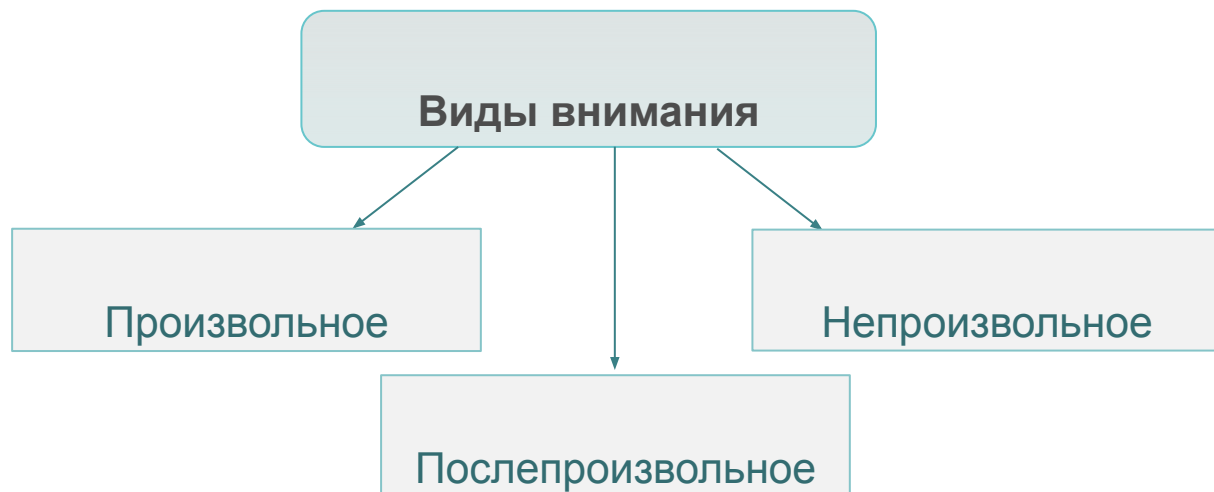 Виды внимания
Произвольное
Непроизвольное
Послепроизвольное